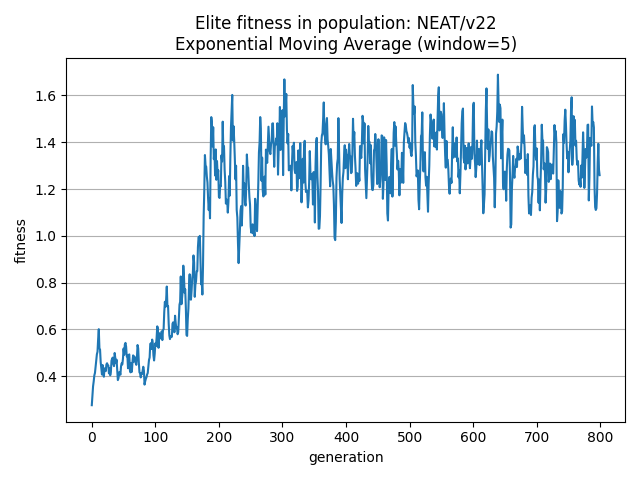 Elite fitness in population: NEAT/v22
Exponential Moving Average (window=5)
fitness
1.6
1.4
1.2
1.0
0.8
0.6
0.4
0 100 200 300 400 500 600 700 800
generation